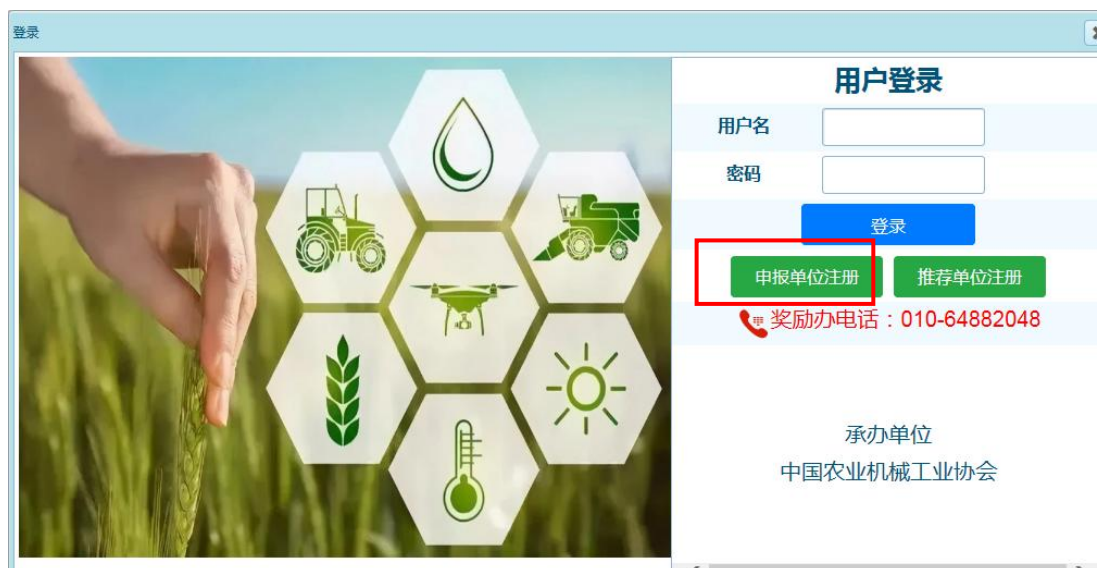 登录
用户登录
用户名
密码
登录
申报单位注册 推荐单位注册
奖励办电话：010-64882048
承办单位
中国农业机械工业协会